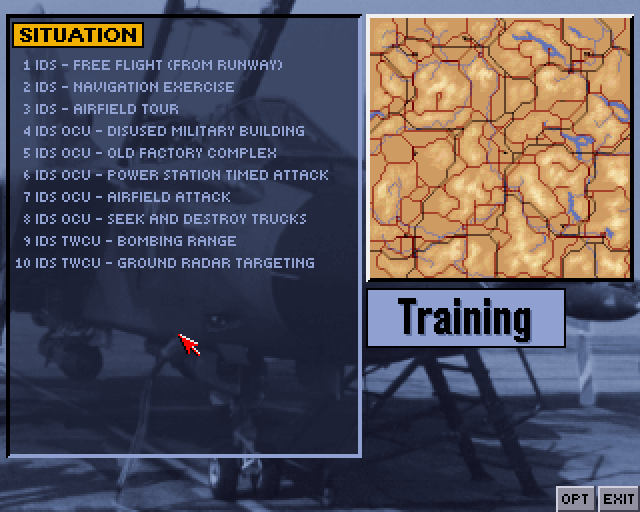 SITUATION
1 IDS - FREE FLIGHT (FROM RUNWAY)
2 IDS - NAVIGATION EXERCISE
3 IDS - AIRFIELD TOUR
4 IDS OCU - DISUSED MILITARY BUILDING
5 IDS OCU - OLD FACTORY COMPLEX
6 IDS OCU - POWER STATION TIMED ATTACK
7 IDS OCU - AIRFIELD ATTACK
8 IDS OCU - SEEK AND DESTROY TRUCKS
9 IDS TWCU - BOMBING RANGE
10 IDS TWCU - GROUND RADAR TARGETING
Training
OPT EXIT